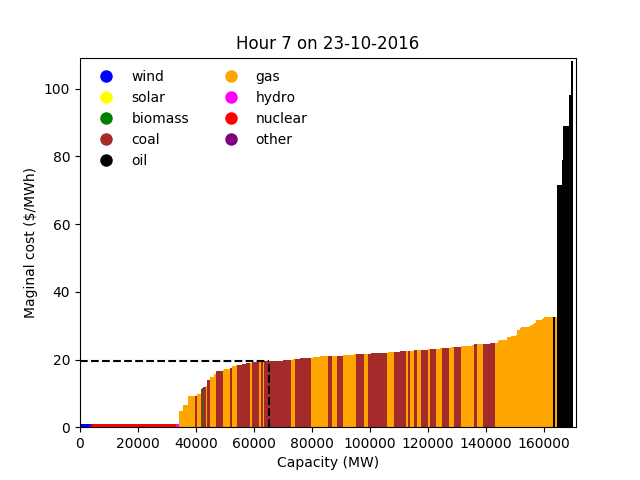 Hour 7 on 23-10-2016
Maginal cost ($/MWh)
100
80
60
40
20
0
wind
solar
biomass
coal
oil
gas
hydro
nuclear
other
0 20000 40000 60000 80000 100000 120000 140000 160000
Capacity (MW)